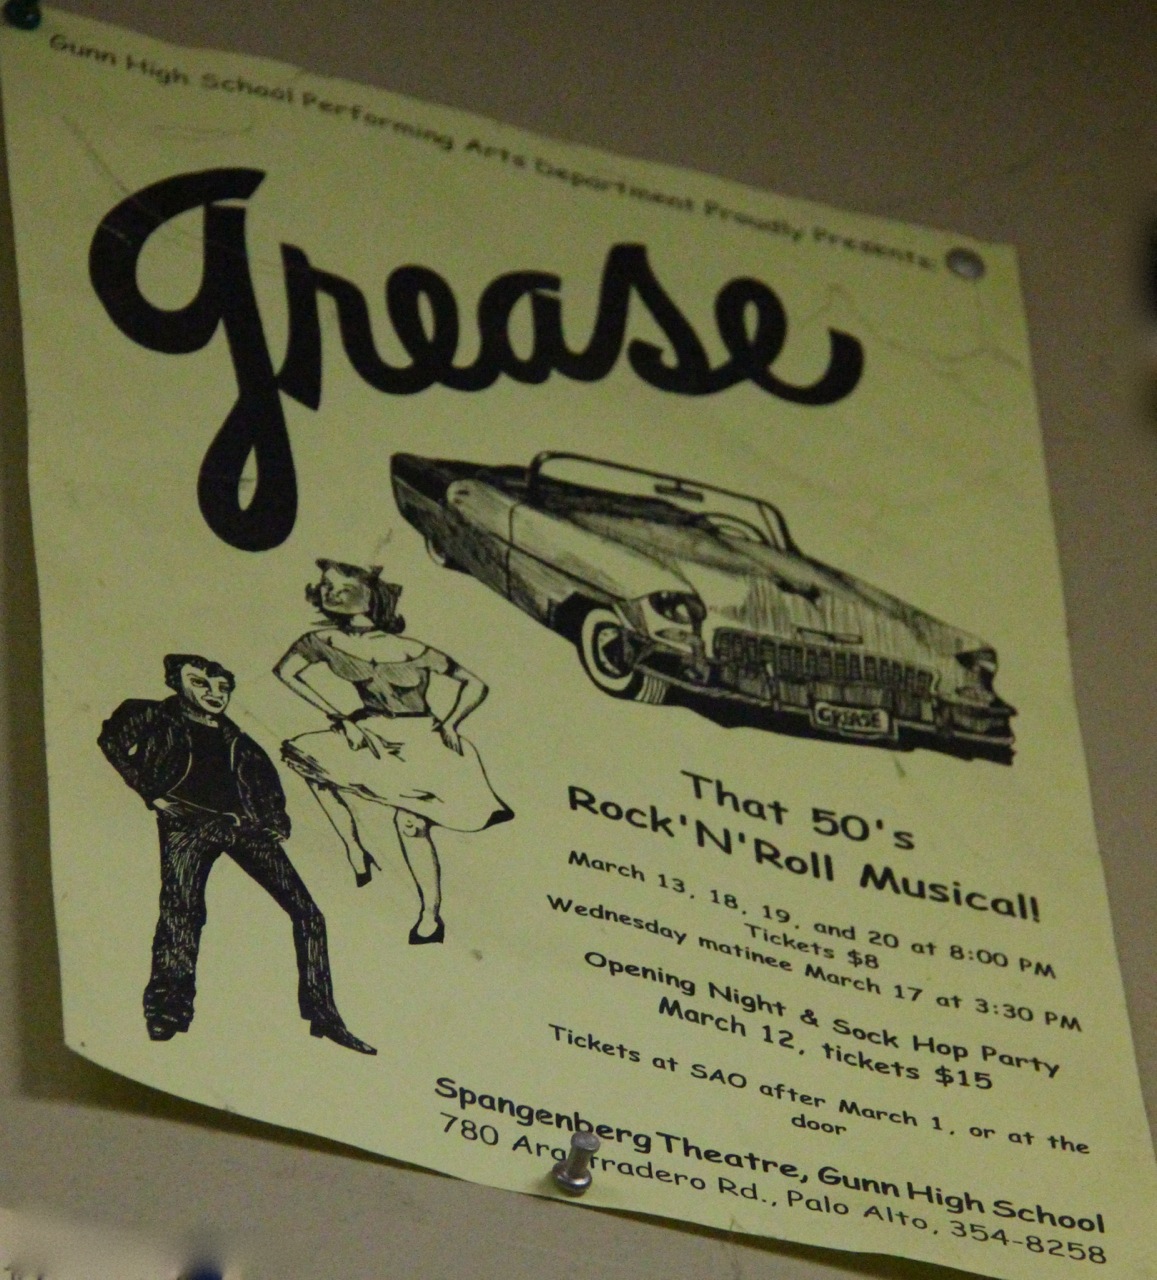 Gunn High School Performing Arts Department Proudly Presents:
Grease
GREASE
That 50's
Rock'N'Roll Musical!
March 13, 18, 19, and 20 at 8:00 PM
Tickets $8
Wednesday matinee March 17 at 3:30 PM
Opening Night & Sock Hop Party
March 12, tickets $15
Tickets at SAO after March 1, or at the
door
Spangenberg Theatre, Gunn High School
780 Arastradero Rd., Palo Alto, 354-8258